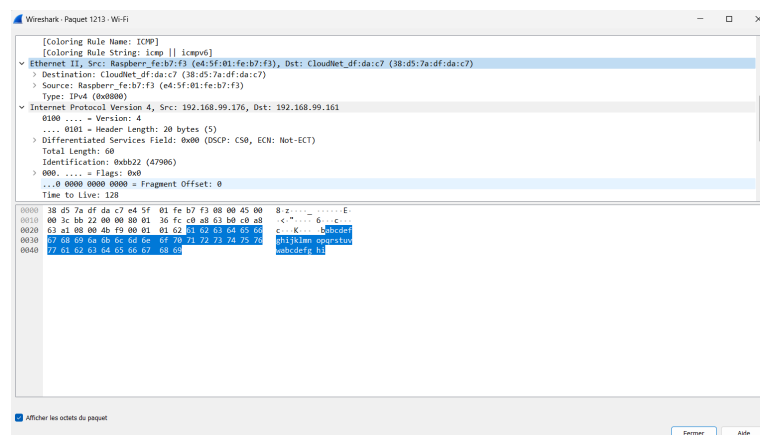 Wireshark · Paquet 1213 · Wi-Fi
[Coloring Rule Name: ICMP]
[Coloring Rule String: icmp || icmpv6]
Ethernet II, Src: Raspberr_fe:b7:f3 (e4:5f:01:fe:b7:f3), Dst: CloudNet_df:da:c7 (38:d5:7a:df:da:c7)
Destination: CloudNet_df:da:c7 (38:d5:7a:df:da:c7)
Source: Raspberr_fe:b7:f3 (e4:5f:01:fe:b7:f3)
Type: IPv4 (0x0800)
Internet Protocol Version 4, Src: 192.168.99.176, Dst: 192.168.99.161
0100 .... = Version: 4
.... 0101 = Header Length: 20 bytes (5)
Differentiated Services Field: 0x00 (DSCP: CS0, ECN: Not-ECT)
Total Length: 60
Identification: 0xbb22 (47906)
000. .... = Flags: 0x0
...0 0000 0000 0000 = Fragment Offset: 0
Time to Live: 128
0000 38 d5 7a df da c7 e4 5f 01 fe b7 f3 08 00 45 00 8·z····_ ······E·
0010 00 3c bb 22 00 00 80 01 36 fc c0 a8 63 b0 c0 a8 ·<·"···· 6···c···
0020 63 a1 08 00 4b f9 00 01 01 62 61 62 63 64 65 66 c···K··· ·babcdef
0030 67 68 69 6a 6b 6c 6d 6e 6f 70 71 72 73 74 75 76 ghijklmn opqrstuv
0040 77 61 62 63 64 65 66 67 68 69 wabcdefg hi
Afficher les octets du paquet
Fermer Aide